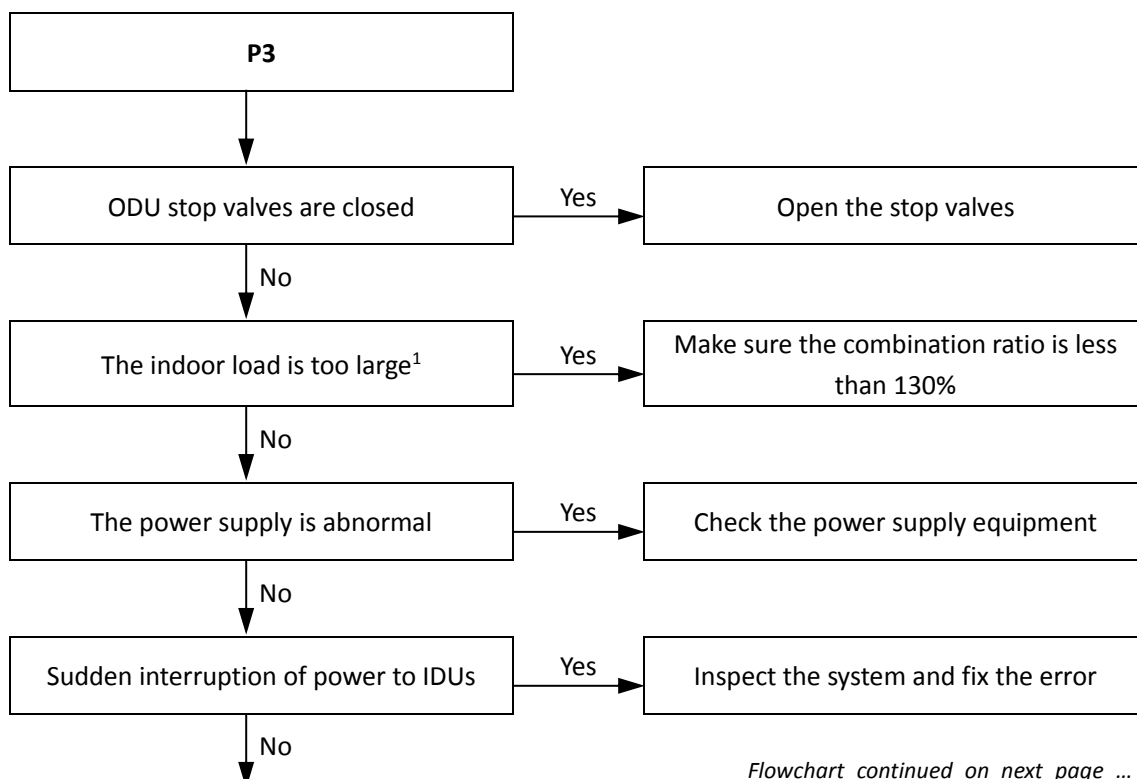 P3
ODU stop valves are closed
Yes
Open the stop valves
No
The indoor load is too large¹
Yes
Make sure the combination ratio is less
than 130%
No
The power supply is abnormal
Yes
Check the power supply equipment
No
Sudden interruption of power to IDUs
Yes
Inspect the system and fix the error
No
Flowchart continued on next page …